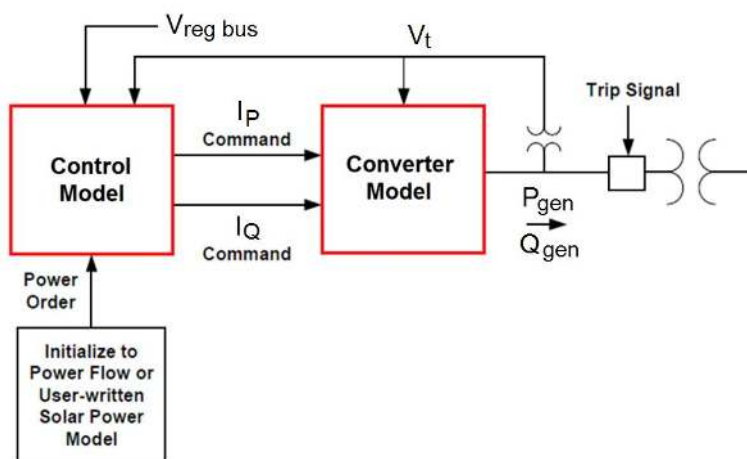 V reg bus
Vt
Trip Signal
IP
Command
Control
Model
Converter
Model
IQ
Command
Pgen
Qgen
Power
Order
Initialize to
Power Flow or
User-written
Solar Power
Model